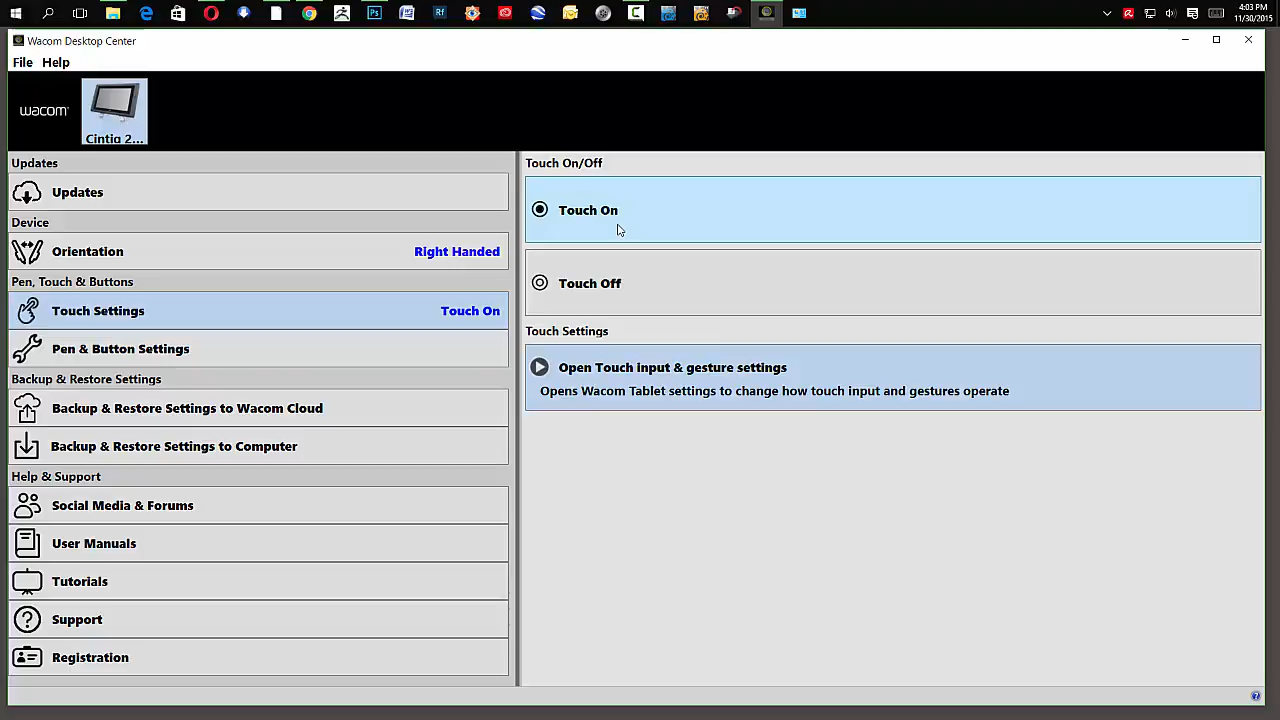 4:03 PM
11/30/2015
Wacom Desktop Center
File Help
wacom
Cintiq 2...
Updates
Updates
Device
Orientation Right Handed
Pen, Touch & Buttons
Touch Settings Touch On
Pen & Button Settings
Backup & Restore Settings
Backup & Restore Settings to Wacom Cloud
Backup & Restore Settings to Computer
Help & Support
Social Media & Forums
User Manuals
Tutorials
Support
Registration
Touch On/Off
Touch On
Touch Off
Touch Settings
Open Touch input & gesture settings
Opens Wacom Tablet settings to change how touch input and gestures operate